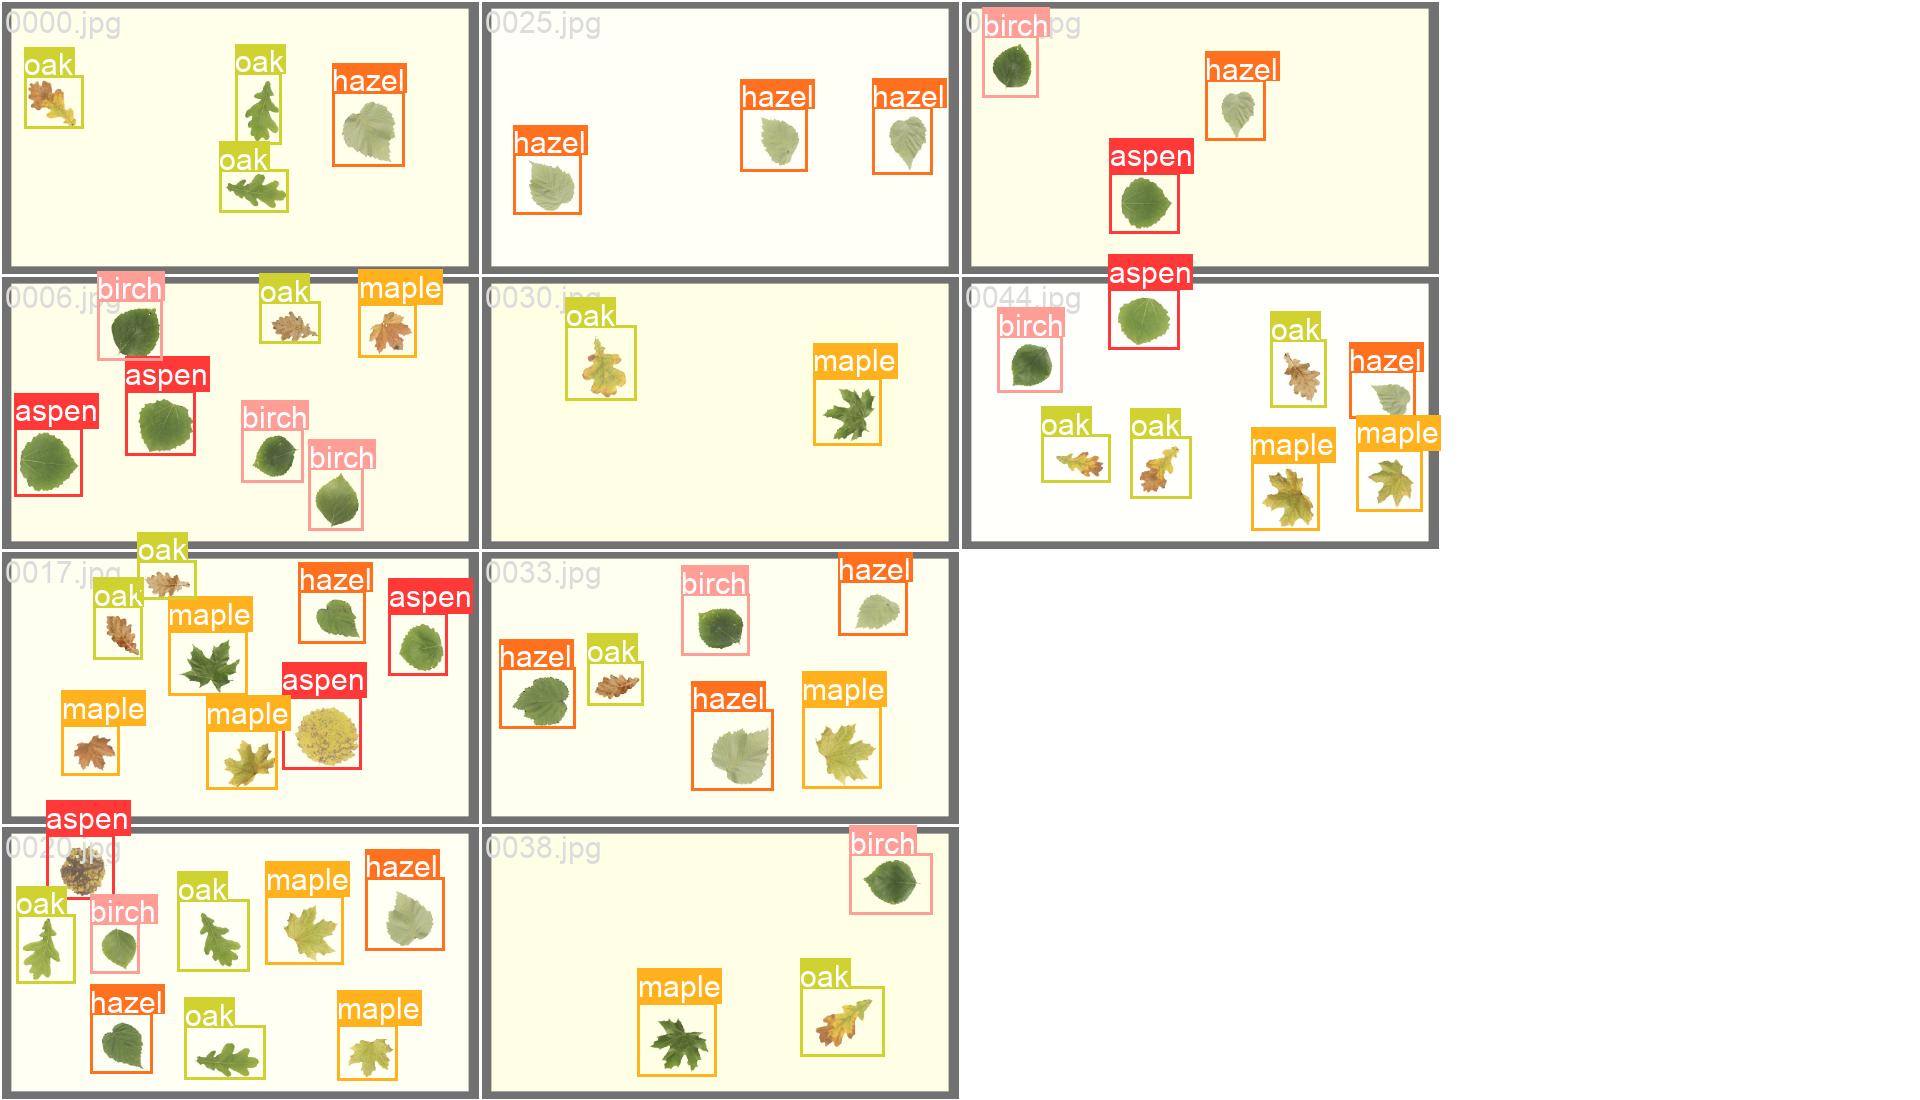 0000.jpg
oak
oak
hazel
oak
0025.jpg
hazel
hazel
hazel
birch
pg
hazel
aspen
0006.jpg
birch
oak
maple
aspen
aspen
birch
birch
0030.jpg
oak
maple
0044.jpg
aspen
birch
oak
hazel
oak
oak
maple
maple
0017.jpg
oak
oak
hazel
aspen
maple
aspen
maple
maple
0033.jpg
birch
hazel
hazel
oak
hazel
maple
0020.jpg
aspen
oak
birch
oak
maple
hazel
hazel
oak
maple
0038.jpg
birch
maple
oak